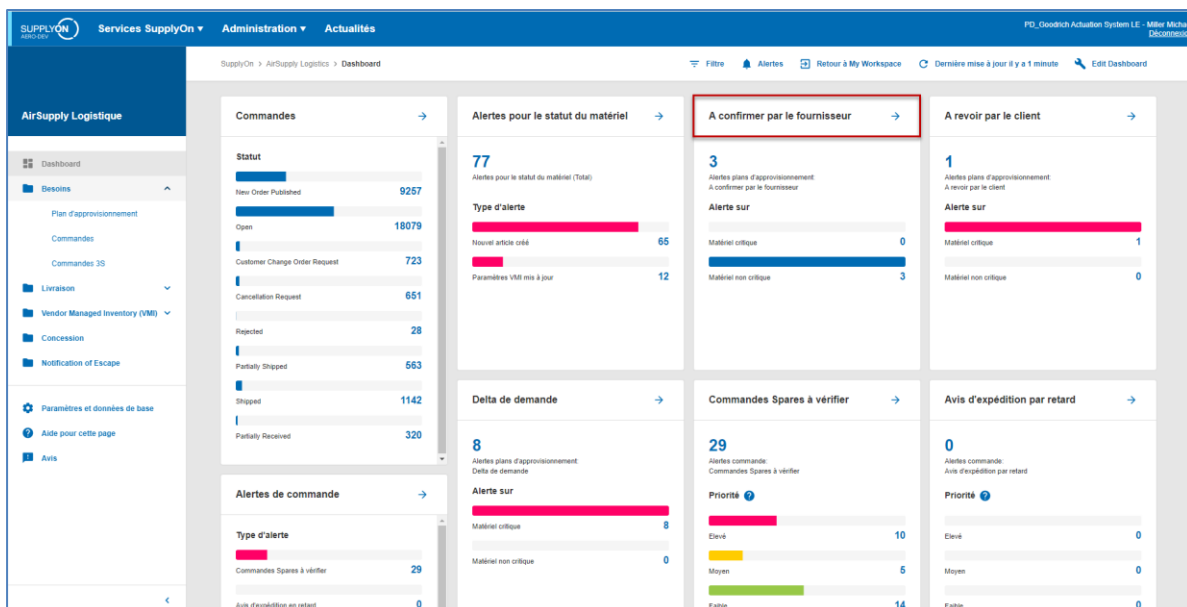 SUPPLYON
AERO-DEV
Services SupplyOn
Administration
Actualités
PD_Goodrich Actuation System LE - Miller Micha
Déconnexio
SupplyOn > AirSupply Logistics > Dashboard
Filtre
Alertes
Retour à My Workspace
Dernière mise à jour il y a 1 minute
Edit Dashboard
AirSupply Logistique
Dashboard
Besoins
Plan d'approvisionnement
Commandes
Commandes 3S
Livraison
Vendor Managed Inventory (VMI)
Concession
Notification of Escape
Paramètres et données de base
Aide pour cette page
Avis
Commandes
Statut
New Order Published 9257
Open 18079
Customer Change Order Request 723
Cancellation Request 651
Rejected 28
Partially Shipped 563
Shipped 1142
Partially Received 320
Alertes pour le statut du matériel
77
Alertes pour le statut du matériel (Total)
Type d'alerte
Nouvel article créé 65
Paramètres VMI mis à jour 12
A confirmer par le fournisseur
3
Alertes plans d'approvisionnement
A confirmer par le fournisseur
Alerte sur
Matériel critique 0
Matériel non critique 3
A revoir par le client
1
Alertes plans d'approvisionnement
A revoir par le client
Alerte sur
Matériel critique 1
Matériel non critique 0
Alertes de commande
Type d'alerte
Commandes Spares à vérifier 29
Avis d'expédition en retard 0
Delta de demande
8
Alertes plans d'approvisionnement
Delta de demande
Alerte sur
Matériel critique 8
Matériel non critique 0
Commandes Spares à vérifier
29
Alertes commande:
Commandes Spares à vérifier
Priorité
Elevé 10
Moyen 5
Faible 14
Avis d'expédition par retard
0
Alertes commande:
Avis d'expédition par retard
Priorité
Elevé 0
Moyen 0
Faible 0